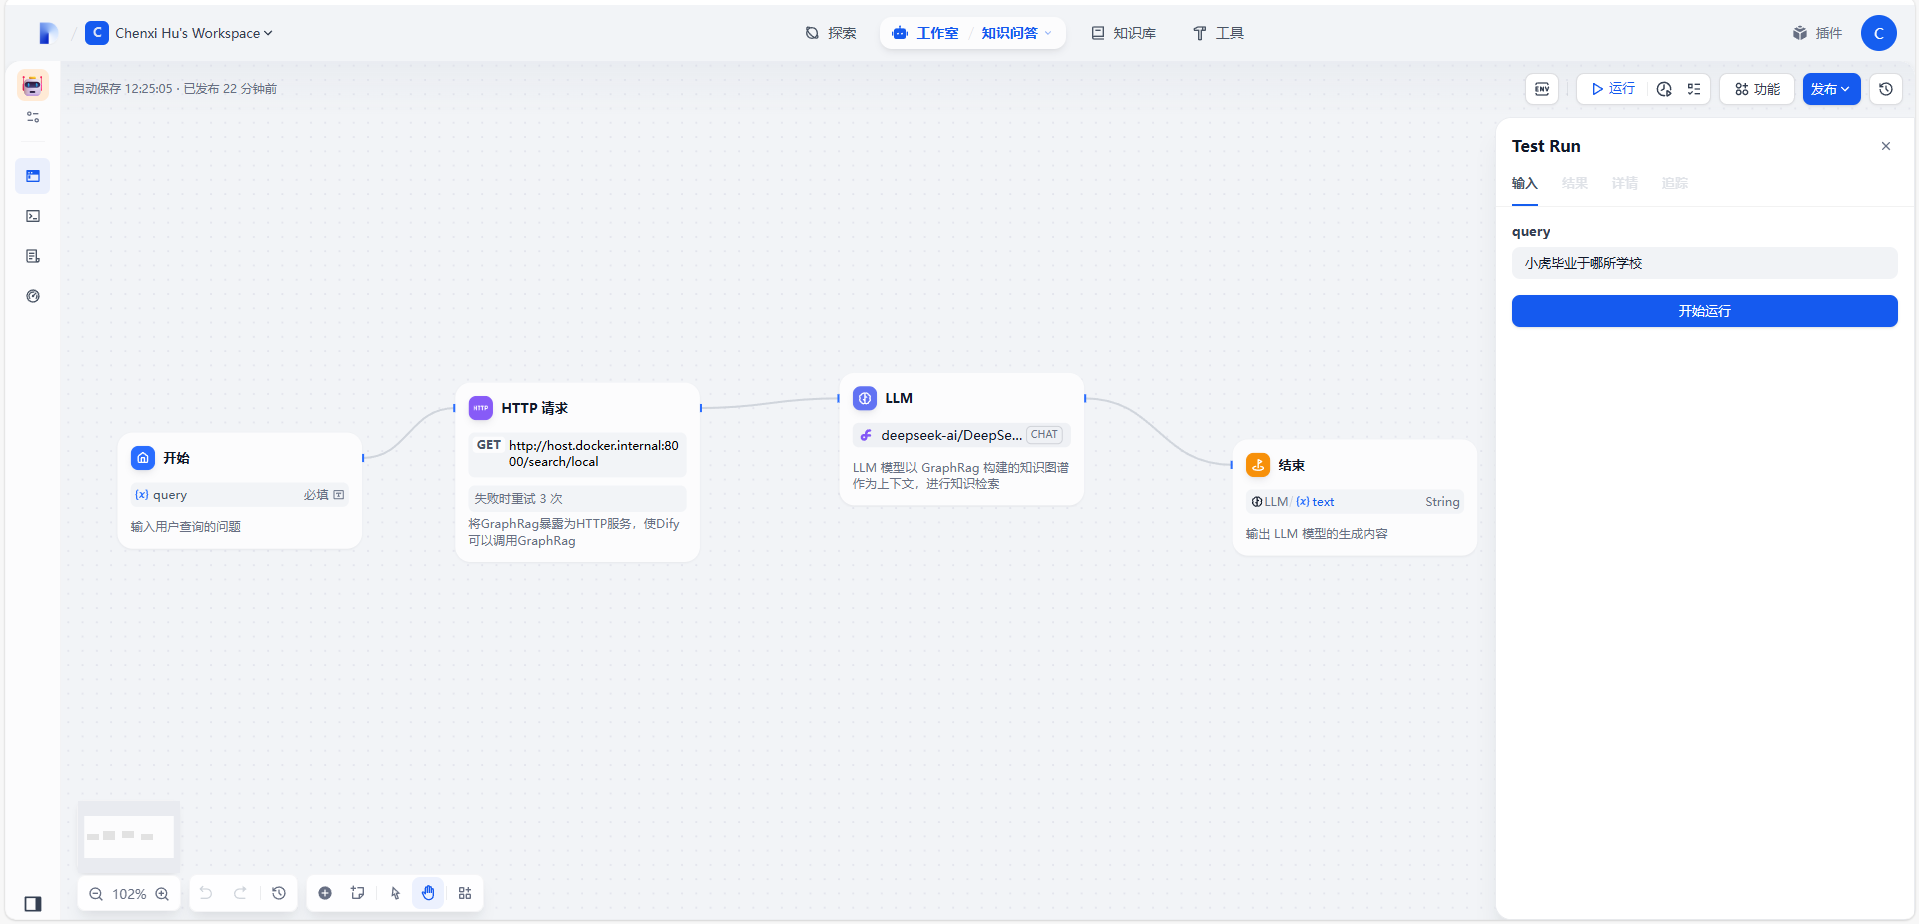 C Chenxi Hu's Workspace
探索
工作室 / 知识问答
知识库
工具
插件
C
自动保存 12:25:05 · 已发布 22 分钟前
ENV
运行
功能
发布
Test Run
输入 结果 详情 追踪
query
小虎毕业于哪所学校
开始运行
开始
{x} query 必填
输入用户查询的问题
HTTP HTTP 请求
GET http://host.docker.internal:80
00/search/local
失败时重试 3 次
将GraphRag暴露为HTTP服务，使Dify
可以调用GraphRag
LLM
deepseek-ai/DeepSe... CHAT
LLM 模型以 GraphRag 构建的知识图谱
作为上下文，进行知识检索
结束
LLM / {x} text String
输出 LLM 模型的生成内容
102%